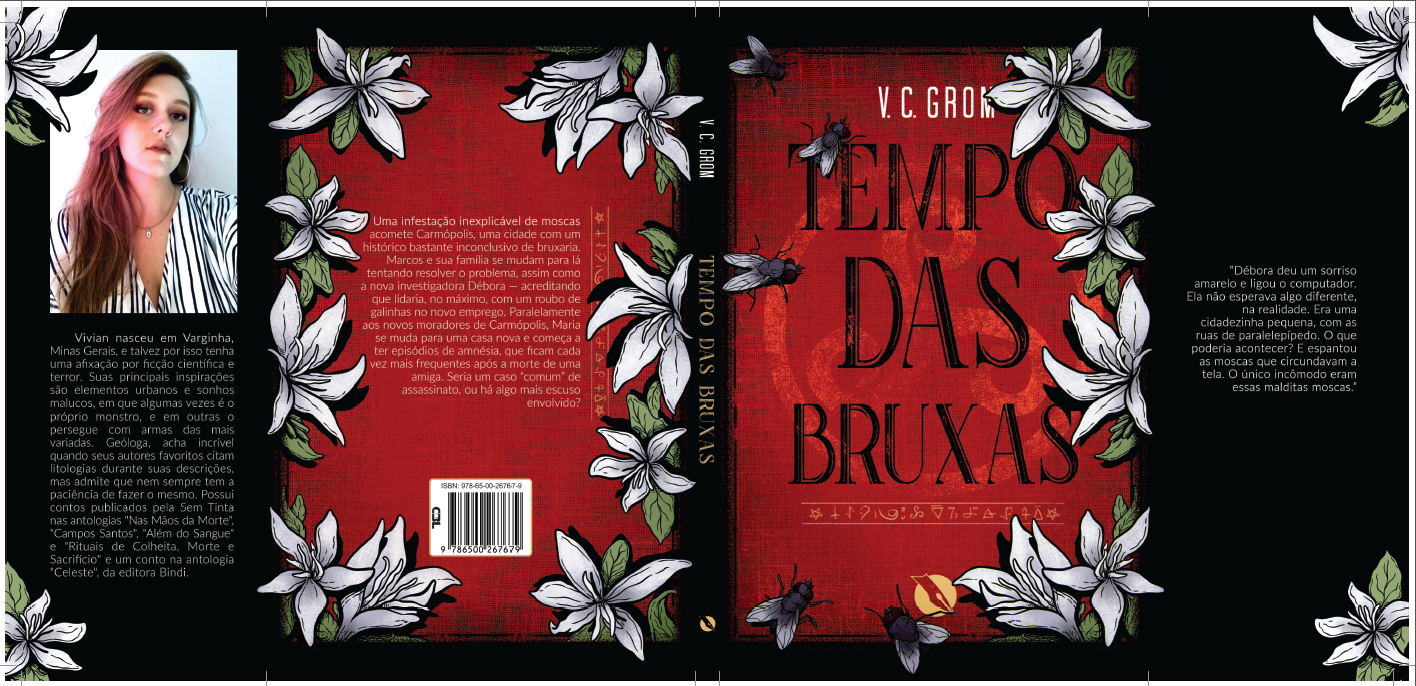 Vivian nasceu em Varginha,
Minas Gerais, e talvez por isso tenha
uma afixação por ficção científica e
terror. Suas principais inspirações
são elementos urbanos e sonhos
malucos, em que algumas vezes é o
próprio monstro, e em outras o
persegue com armas das mais
variadas. Geóloga, acha incrível
quando seus autores favoritos citam
litologias durante suas descrições,
mas admite que nem sempre tem a
paciência de fazer o mesmo. Possui
contos publicados pela Sem Tinta
nas antologias "Nas Mãos da Morte",
"Campos Santos", "Além do Sangue"
e "Rituais de Colheita, Morte e
Sacrifício" e um conto na antologia
"Celeste", da editora Bindi.
Uma infestação inexplicável de moscas
acomete Carmópolis, uma cidade com um
histórico bastante inconclusivo de bruxaria.
Marcos e sua família se mudam para lá
tentando resolver o problema, assim como
a nova investigadora Débora — acreditando
que lidaria, no máximo, com um roubo de
galinhas no novo emprego. Paralelamente
aos novos moradores de Carmópolis, Maria
se muda para uma casa nova e começa a
ter episódios de amnésia, que ficam cada
vez mais frequentes após a morte de uma
amiga. Seria um caso "comum" de
assassinato, ou há algo mais escuso
envolvido?
ISBN: 978-65-00-26767-9
CBL
9 786500 267679
V. C. GROM
TEMPO DAS BRUXAS
V. C. GROM
TEMPO
DAS
BRUXAS
"Débora deu um sorriso
amarelo e ligou o computador.
Ela não esperava algo diferente,
na realidade. Era uma
cidadezinha pequena, com as
ruas de paralelepípedo. O que
poderia acontecer? E espantou
as moscas que circundavam a
tela. O único incômodo eram
essas malditas moscas."